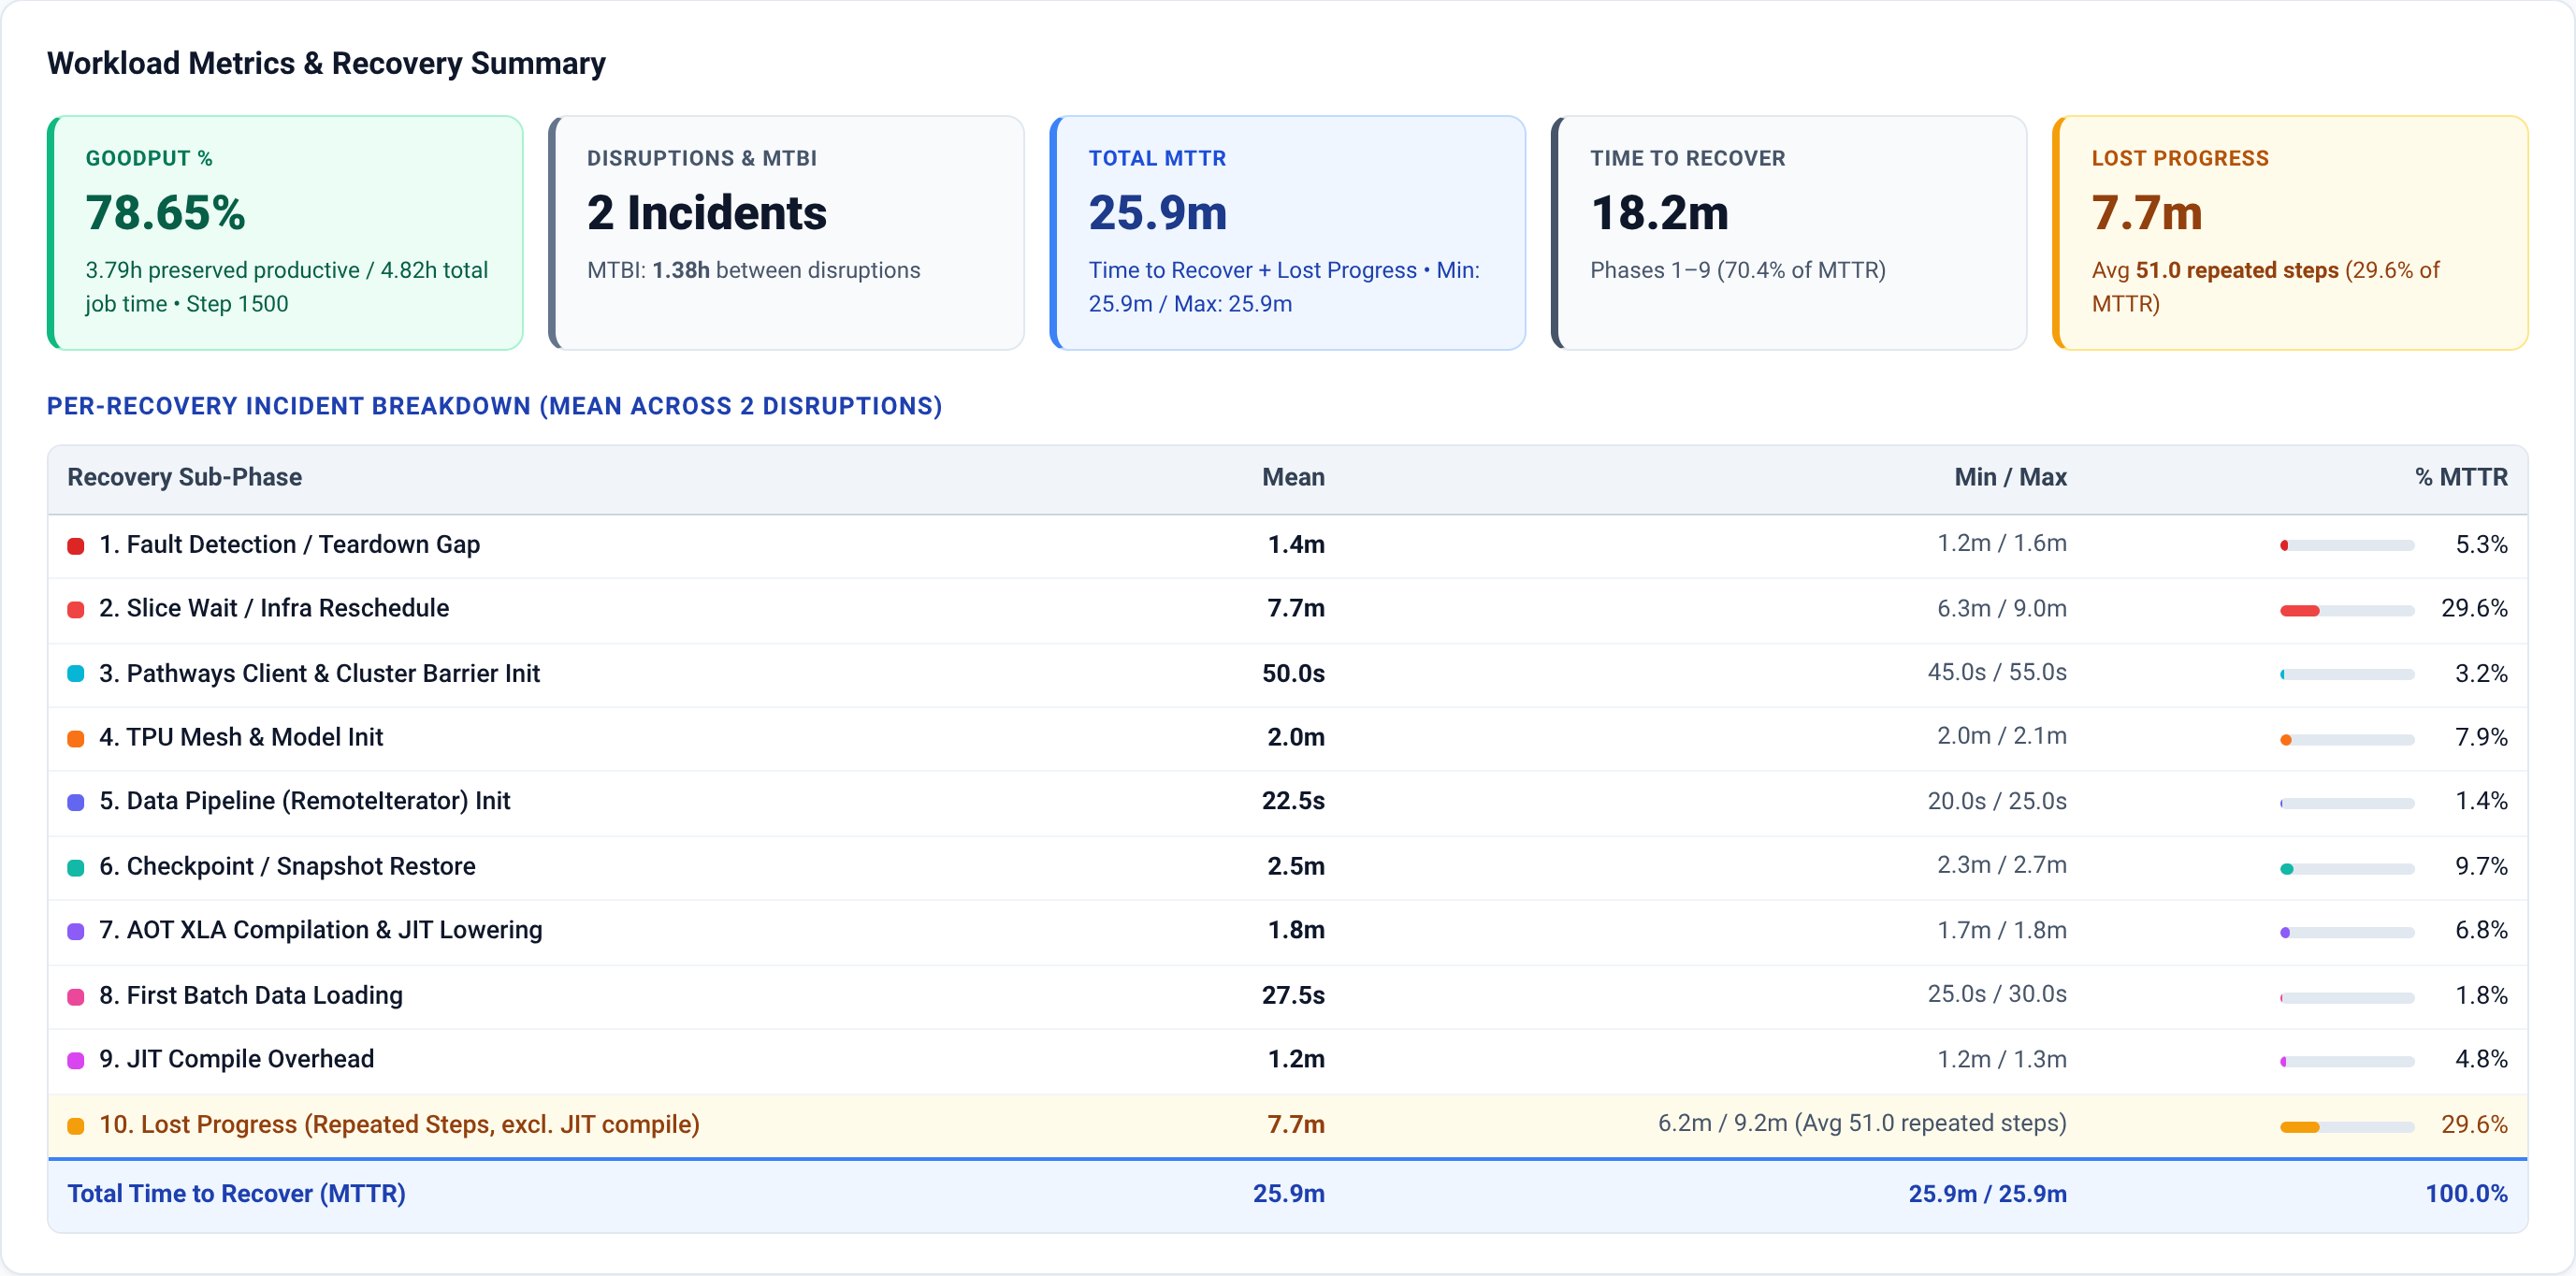 Workload Metrics & Recovery Summary
GOODPUT %
78.65%
3.79h preserved productive / 4.82h total
job time • Step 1500
DISRUPTIONS & MTBI
2 Incidents
MTBI: 1.38h between disruptions
TOTAL MTTR
25.9m
Time to Recover + Lost Progress • Min:
25.9m / Max: 25.9m
TIME TO RECOVER
18.2m
Phases 1–9 (70.4% of MTTR)
LOST PROGRESS
7.7m
Avg 51.0 repeated steps (29.6% of
MTTR)
PER-RECOVERY INCIDENT BREAKDOWN (MEAN ACROSS 2 DISRUPTIONS)
Recovery Sub-Phase Mean Min / Max % MTTR
1. Fault Detection / Teardown Gap 1.4m 1.2m / 1.6m 5.3%
2. Slice Wait / Infra Reschedule 7.7m 6.3m / 9.0m 29.6%
3. Pathways Client & Cluster Barrier Init 50.0s 45.0s / 55.0s 3.2%
4. TPU Mesh & Model Init 2.0m 2.0m / 2.1m 7.9%
5. Data Pipeline (RemoteIterator) Init 22.5s 20.0s / 25.0s 1.4%
6. Checkpoint / Snapshot Restore 2.5m 2.3m / 2.7m 9.7%
7. AOT XLA Compilation & JIT Lowering 1.8m 1.7m / 1.8m 6.8%
8. First Batch Data Loading 27.5s 25.0s / 30.0s 1.8%
9. JIT Compile Overhead 1.2m 1.2m / 1.3m 4.8%
10. Lost Progress (Repeated Steps, excl. JIT compile) 7.7m 6.2m / 9.2m (Avg 51.0 repeated steps) 29.6%
Total Time to Recover (MTTR) 25.9m 25.9m / 25.9m 100.0%